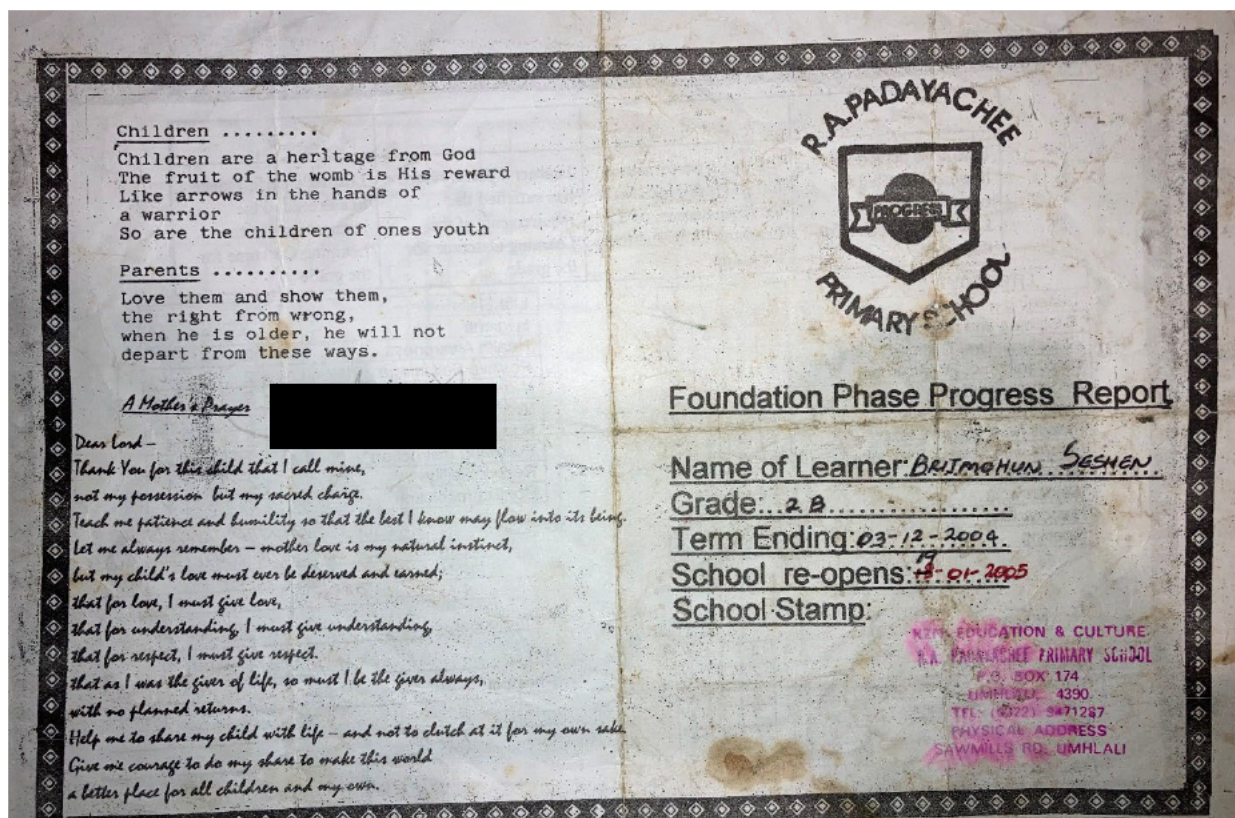 Children .........
Children are a heritage from God
The fruit of the womb is His reward
Like arrows in the hands of
a warrior
So are the children of ones youth
Parents ..........
Love them and show them,
the right from wrong,
when he is older, he will not
depart from these ways.
A Mother's Prayer
Dear Lord –
Thank You for this child that I call mine,
not my possession but my sacred charge.
Teach me patience and humility so that the best I know may flow into its being.
Let me always remember – mother love is my natural instinct,
but my child's love must ever be deserved and earned;
that for love, I must give love,
that for understanding, I must give understanding,
that for respect, I must give respect.
that as I was the giver of life, so must I be the giver always,
with no planned returns.
Help me to share my child with life – and not to clutch at it for my own sake.
Give me courage to do my share to make this world
a better place for all children and my own.
R.A. PADAYACHEE
PROGRESS
PRIMARY SCHOOL
Foundation Phase Progress Report
Name of Learner: BRIJMOHUN SESHEN
Grade:...2 B....................
Term Ending: 03-12-2004.
School re-opens: 19-01-2005
School Stamp:
KZN EDUCATION & CULTURE
R.A. PADAYACHEE PRIMARY SCHOOL
P.O. BOX 174
UMHLALI 4390
TEL: (0322) 9471287
PHYSICAL ADDRESS
SAWMILLS RD. UMHLALI